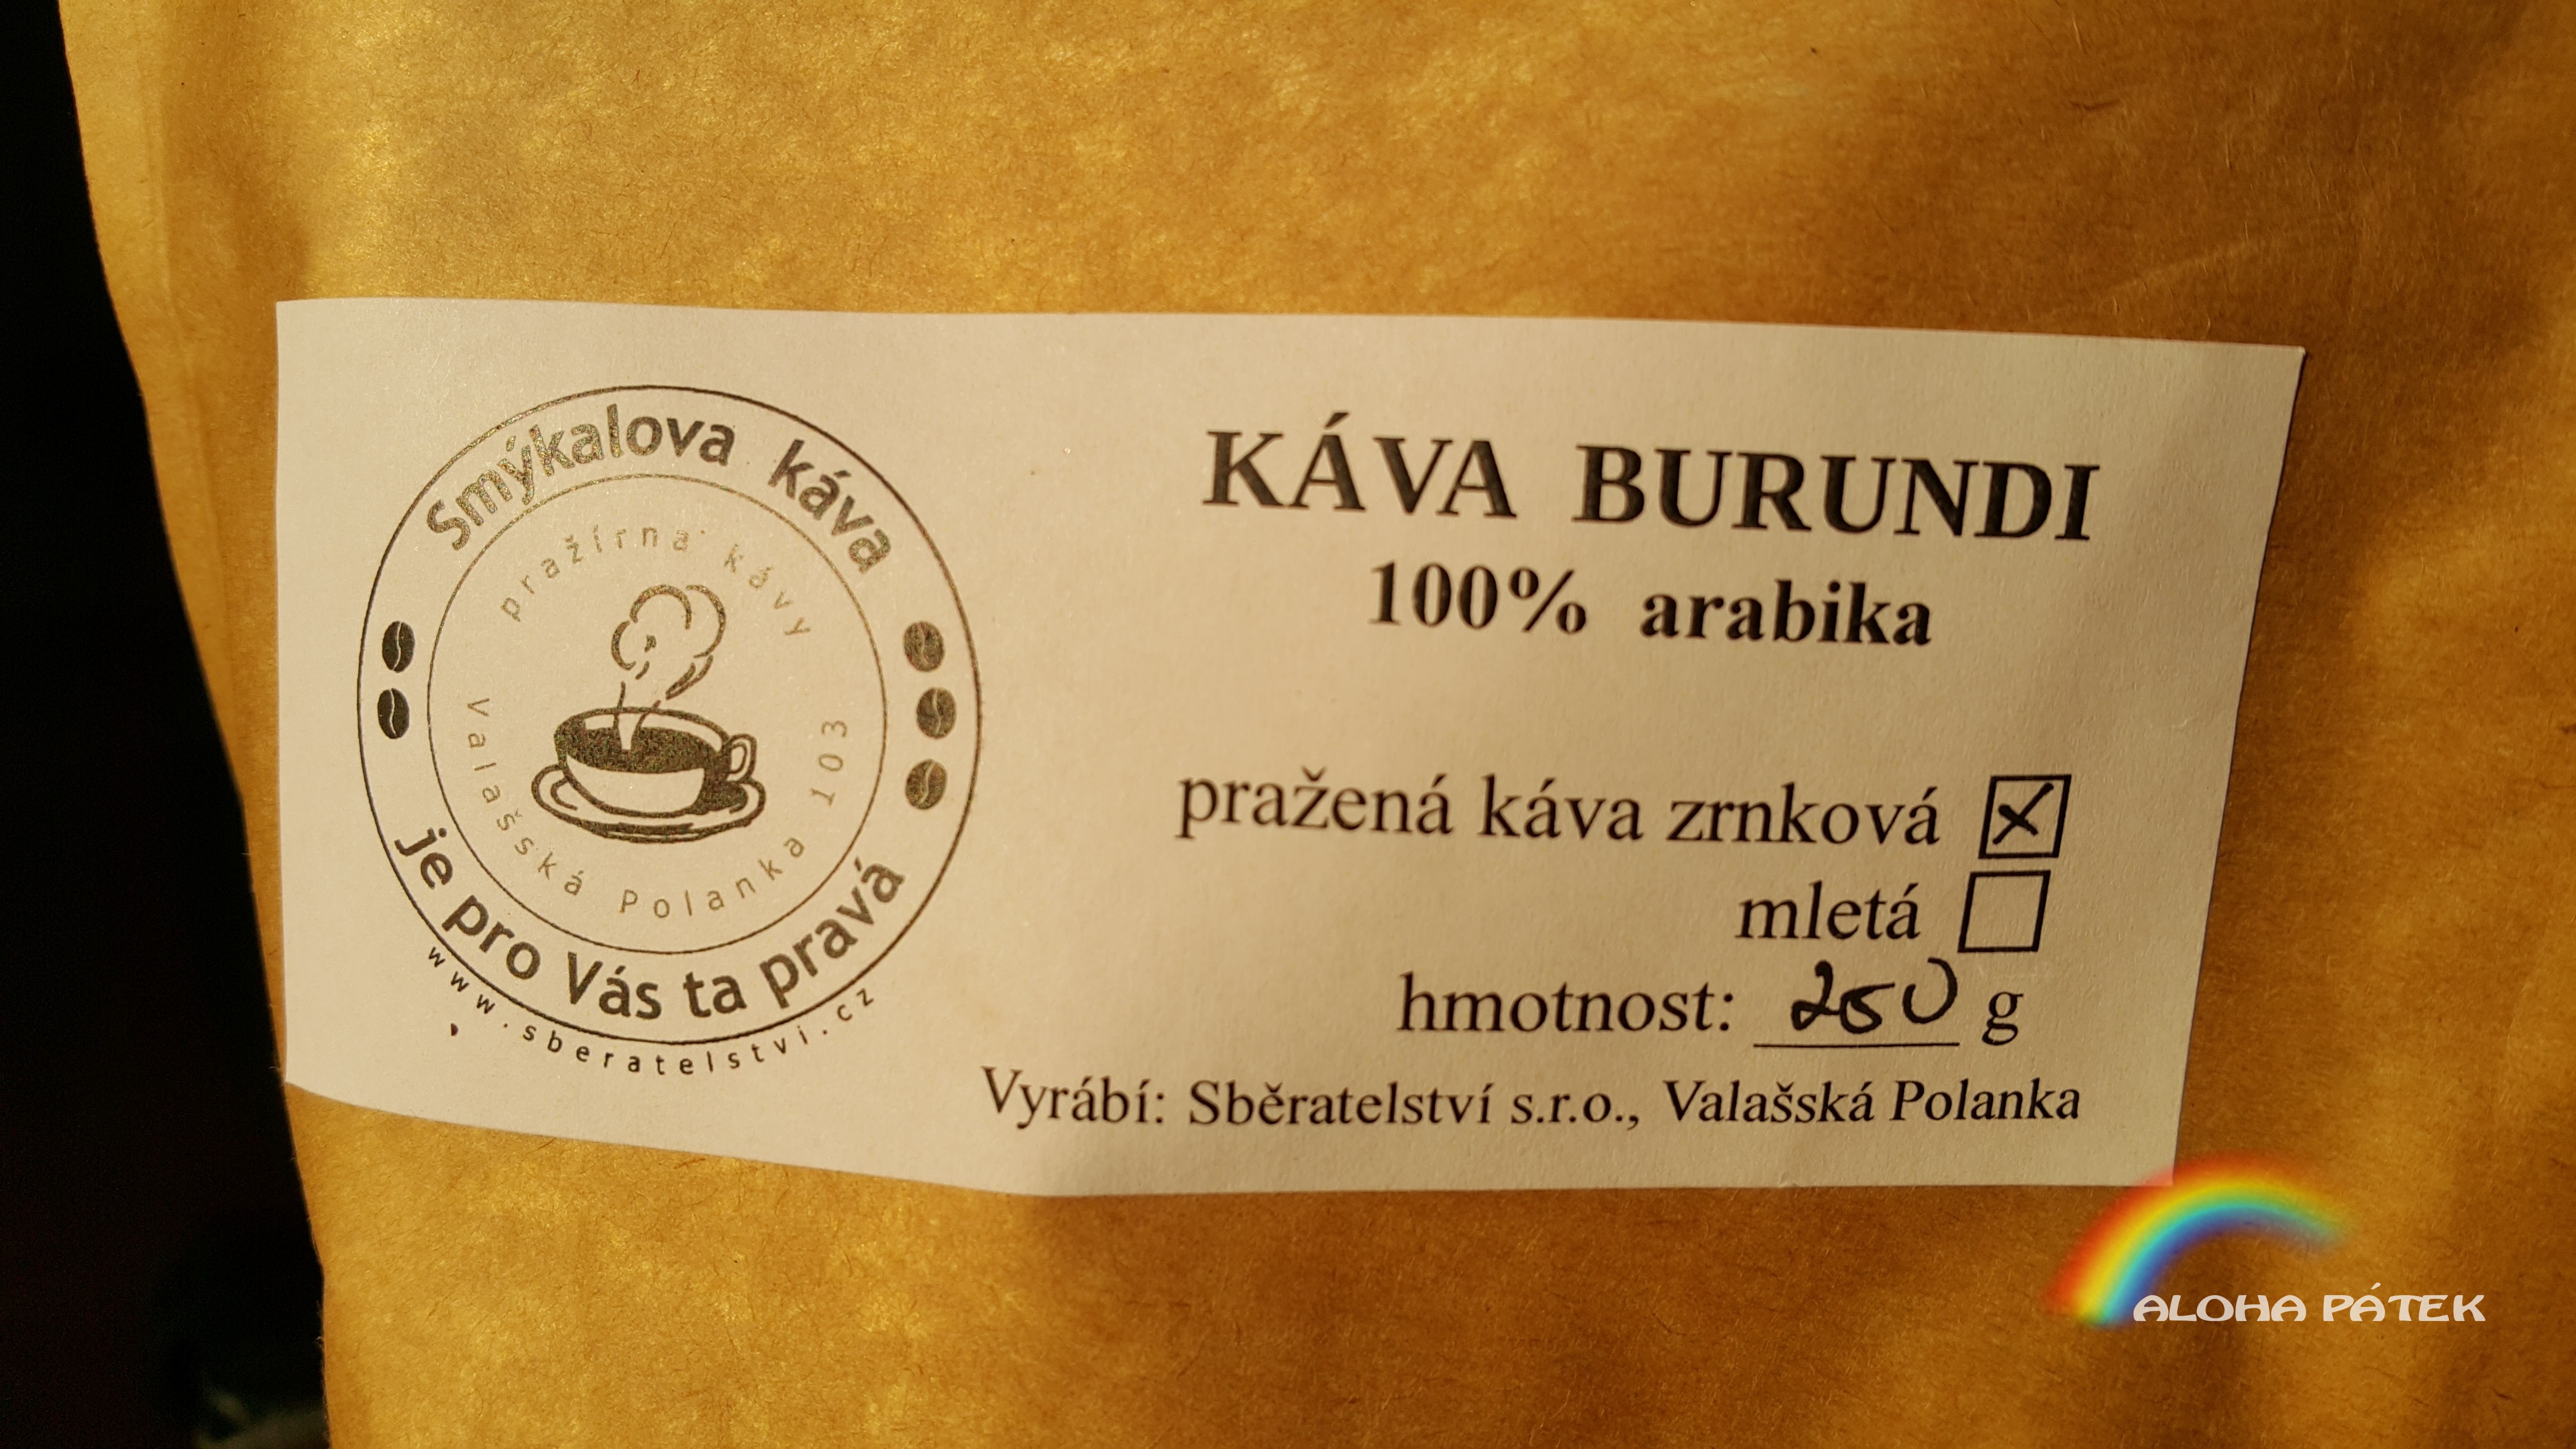 Smýkalova káva
pražírna kávy
Valašská Polanka 103
je pro Vás ta pravá
www.sberatelstvi.cz
KÁVA BURUNDI
100% arabika
pražená káva zrnková
mletá
hmotnost: 250 g
Vyrábí: Sběratelství s.r.o., Valašská Polanka
ALOHA PÁTEK